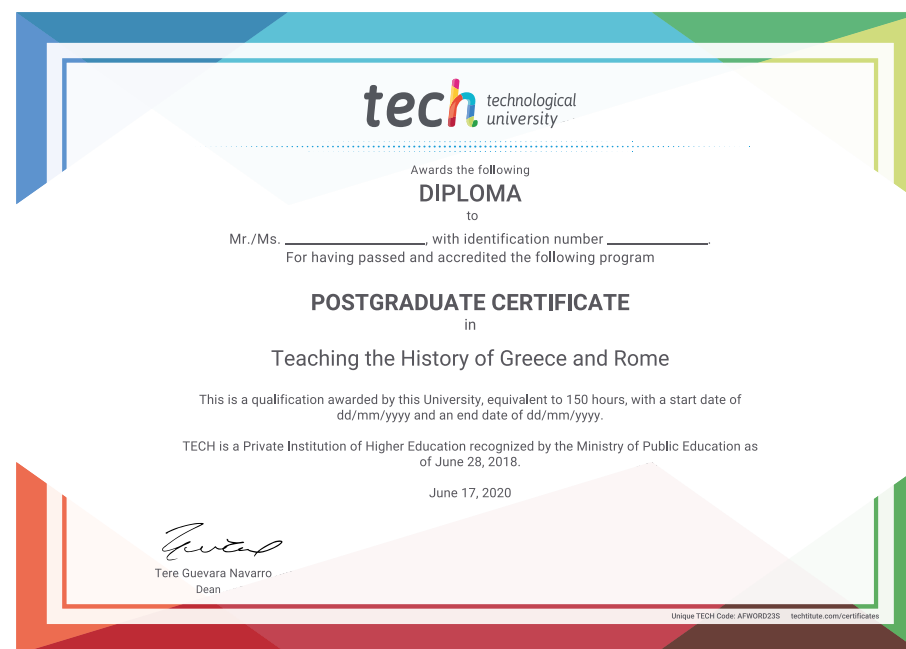 tech technological
university
Awards the following
DIPLOMA
to
Mr./Ms. ____________________, with identification number ______________.
For having passed and accredited the following program
POSTGRADUATE CERTIFICATE
in
Teaching the History of Greece and Rome
This is a qualification awarded by this University, equivalent to 150 hours, with a start date of
dd/mm/yyyy and an end date of dd/mm/yyyy.
TECH is a Private Institution of Higher Education recognized by the Ministry of Public Education as
of June 28, 2018.
June 17, 2020
Tere Guevara Navarro
Dean
Unique TECH Code: AFWORD23S techtitute.com/certificates